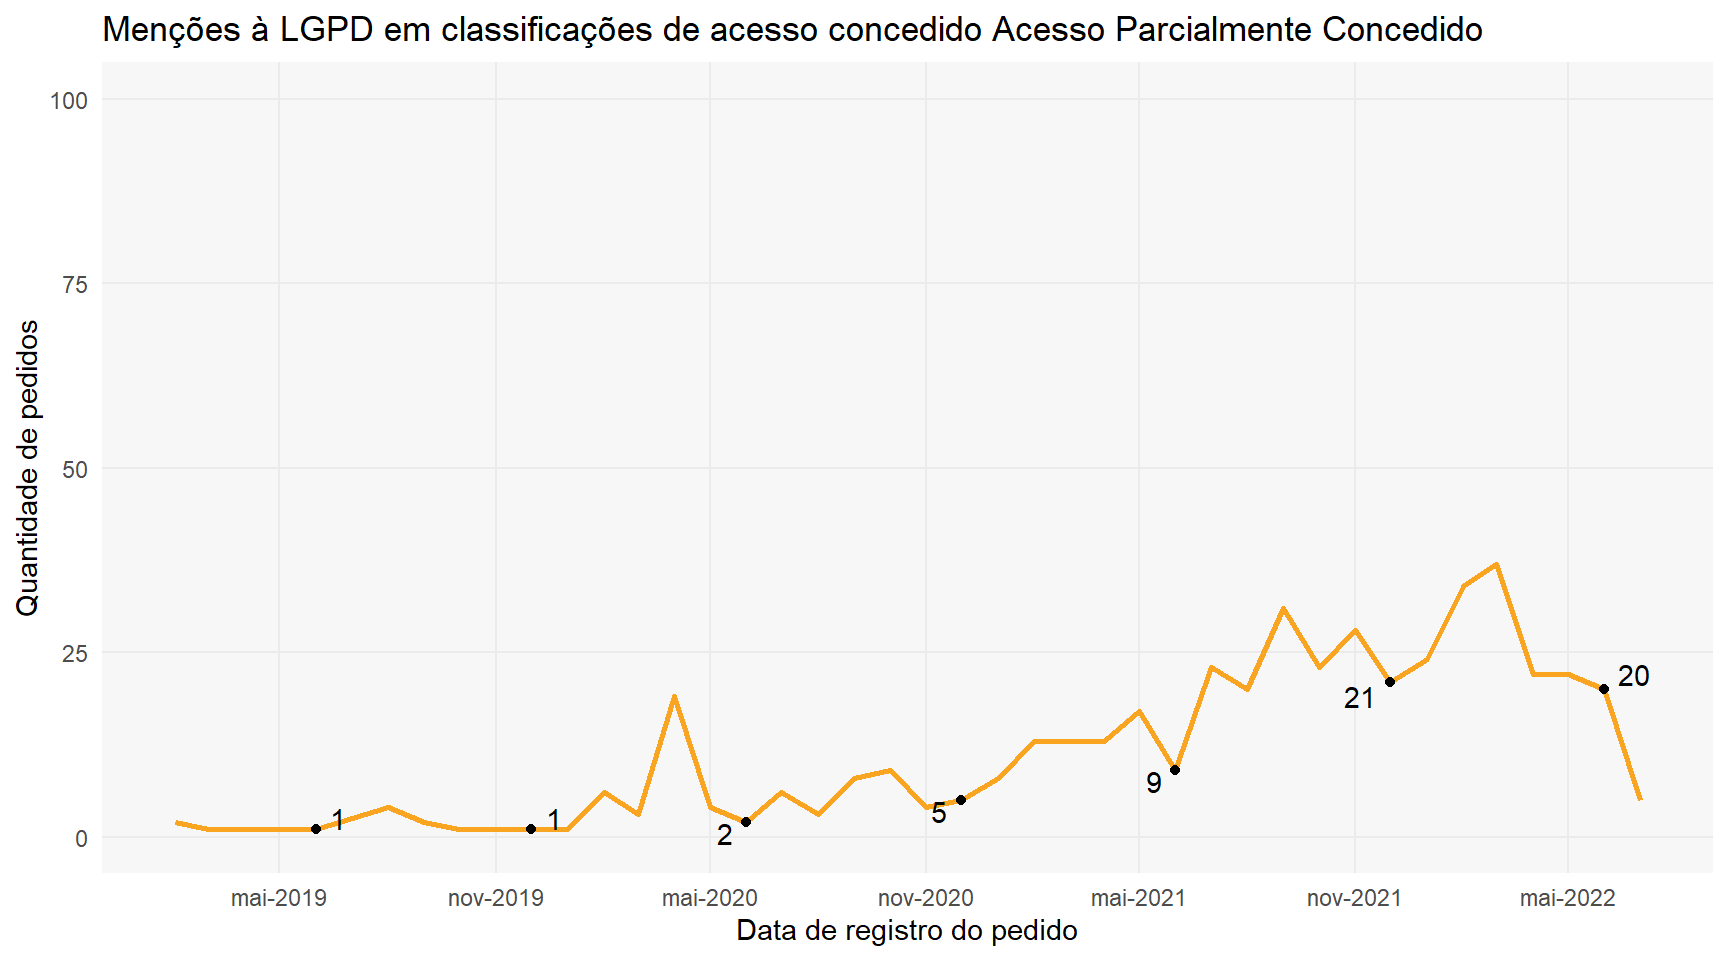 Menções à LGPD em classificações de acesso concedido Acesso Parcialmente Concedido
100
75
50
25
0
Quantidade de pedidos
1
1
2
5
9
21
20
mai-2019
nov-2019
mai-2020
nov-2020
mai-2021
nov-2021
mai-2022
Data de registro do pedido